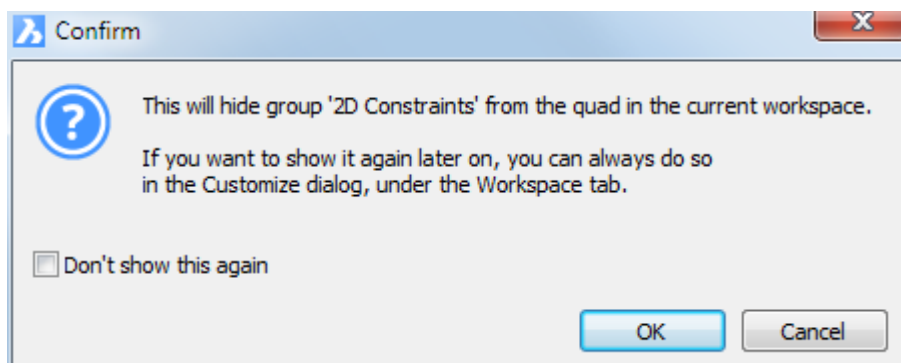 Confirm
This will hide group '2D Constraints' from the quad in the current workspace.
If you want to show it again later on, you can always do so
in the Customize dialog, under the Workspace tab.
Don't show this again
OK
Cancel